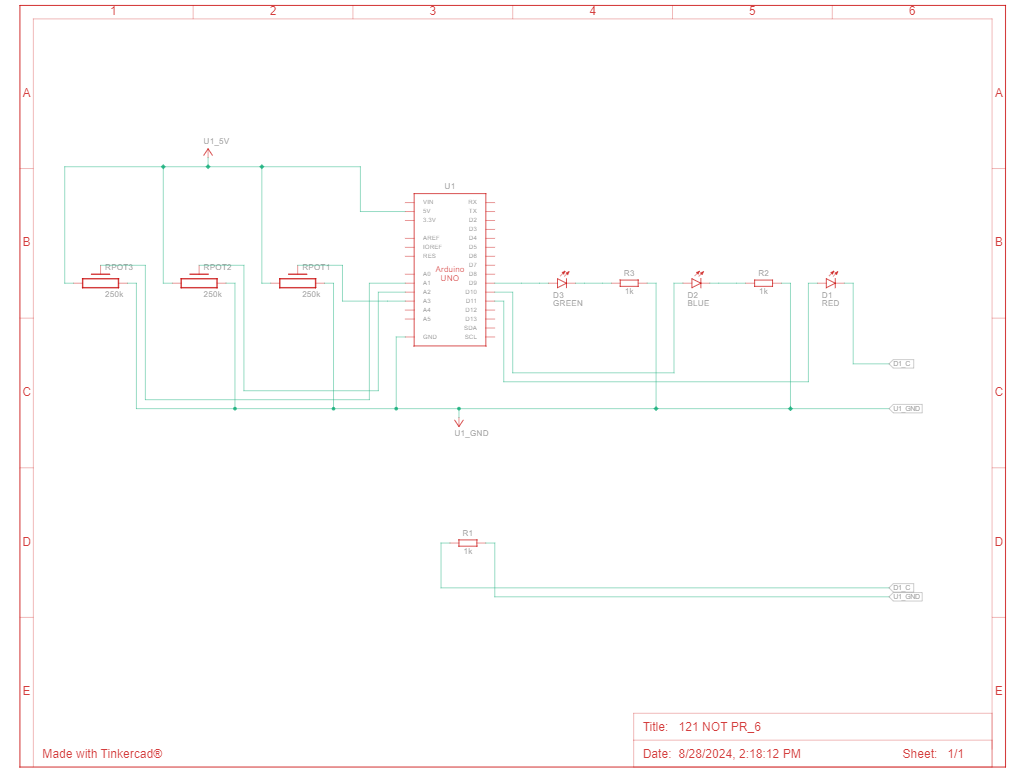 1 2 3 4 5 6
A A
U1_5V
U1
VIN RX
5V TX
3.3V D2
D3
AREF D4
B IOREF D5 B
RES D6
D7
RPOT3 RPOT2 RPOT1 Arduino UNO
A0 D8
R3 R2
A1 D9
250k 250k 250k A2 D10 1k 1k
D3 D2 D1
GREEN BLUE RED
A3 D11
A4 D12
A5 D13
SDA
GND SCL
D1_C
C C
U1_GND
U1_GND
R1
D D
1k
D1_C
U1_GND
E E
Title: 121 NOT PR_6
Made with Tinkercad®
Date: 8/28/2024, 2:18:12 PM Sheet: 1/1